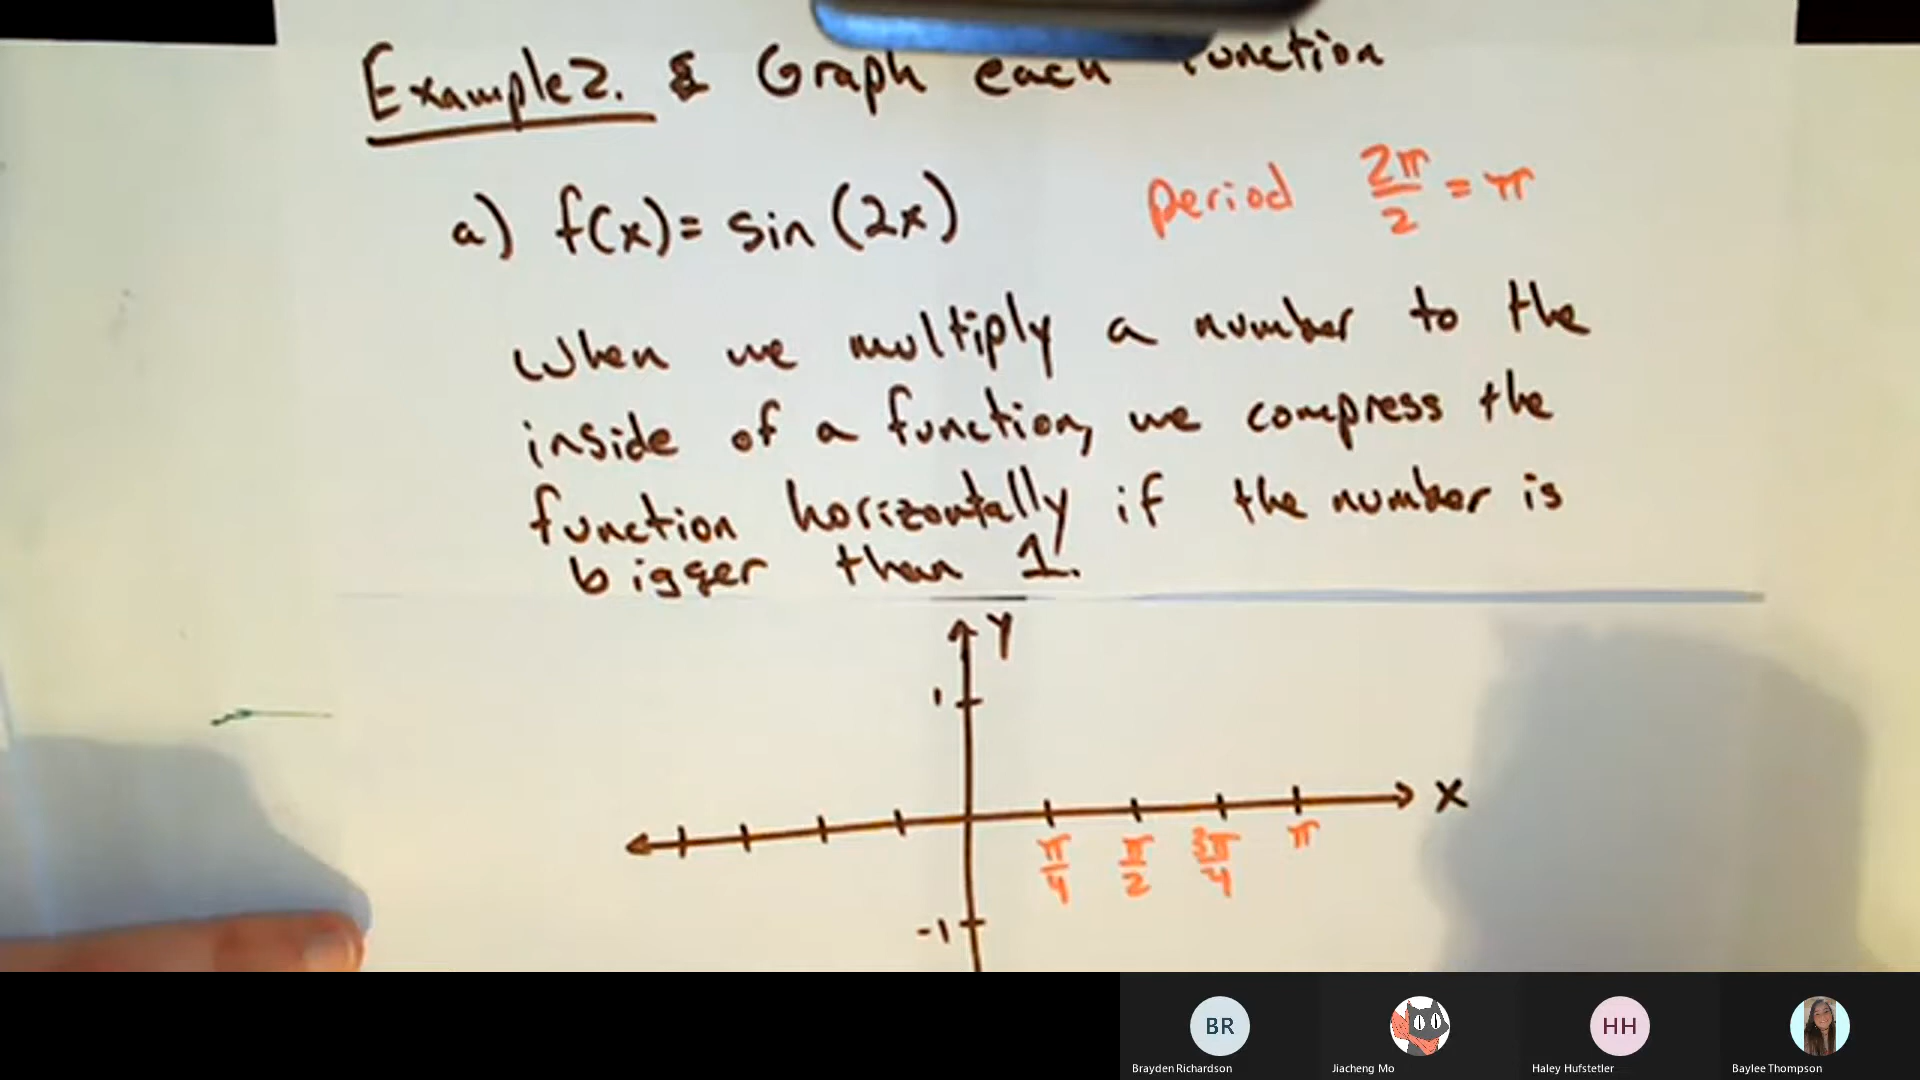 Example 2. & Graph each function
a) f(x) = sin (2x) period 2π/2 = π
When we multiply a number to the
inside of a function, we compress the
function horizontally if the number is
bigger than 1.
Y
1
X
π/4 π/2 3π/4 π
-1
BR HH
Brayden Richardson Jiacheng Mo Haley Hufstetler Baylee Thompson